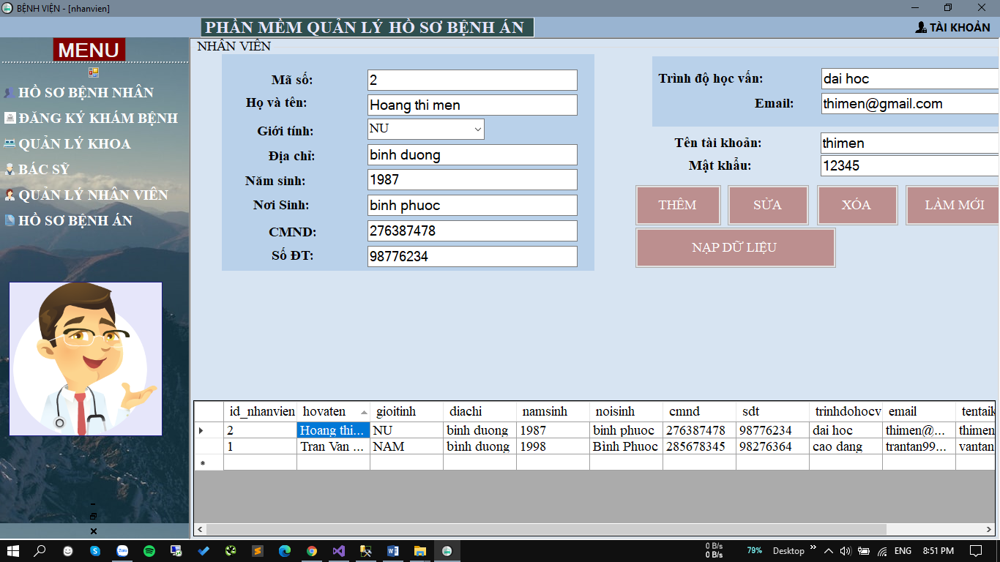 BỆNH VIỆN - [nhanvien]
PHẦN MỀM QUẢN LÝ HỒ SƠ BỆNH ÁN
TÀI KHOẢN
MENU
HỒ SƠ BỆNH NHÂN
ĐĂNG KÝ KHÁM BỆNH
QUẢN LÝ KHOA
BÁC SỸ
QUẢN LÝ NHÂN VIÊN
HỒ SƠ BỆNH ÁN
NHÂN VIÊN
Mã số: 2
Họ và tên: Hoang thi men
Giới tính: NU
Địa chỉ: binh duong
Năm sinh: 1987
Nơi Sinh: binh phuoc
CMND: 276387478
Số ĐT: 98776234
Trình độ học vấn: dai hoc
Email: thimen@gmail.com
Tên tài khoản: thimen
Mật khẩu: 12345
THÊM SỬA XÓA LÀM MỚI
NẠP DỮ LIỆU
id_nhanvien hovaten gioitinh diachi namsinh noisinh cmnd sdt trinhdohocv email tentaik
2 Hoang thi... NU binh duong 1987 binh phuoc 276387478 98776234 dai hoc thimen@... thimen
1 Tran Van ... NAM bình duong 1998 Bình Phuoc 285678345 98276364 cao dang trantan99... vantan
Zalo
0 B/s
0 B/s
79% Desktop ENG 8:51 PM